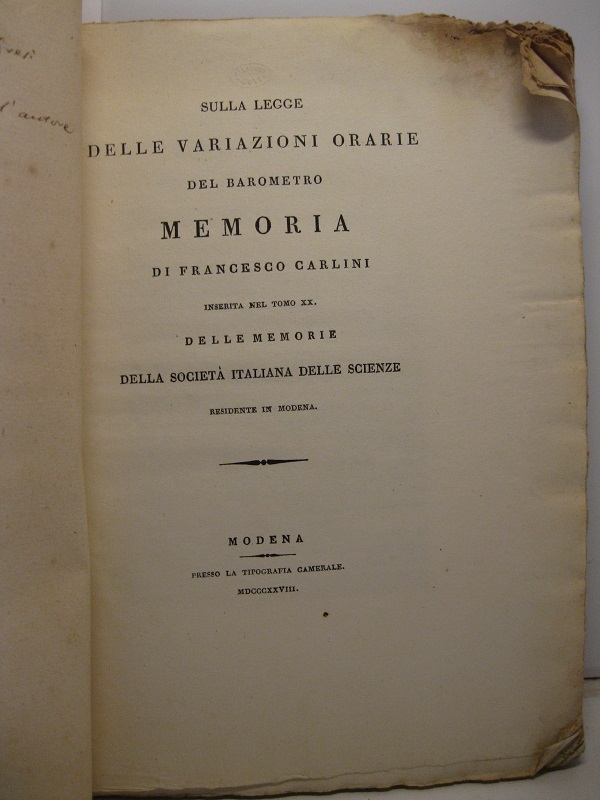 l'autore
SULLA LEGGE
DELLE VARIAZIONI ORARIE
DEL BAROMETRO
MEMORIA
DI FRANCESCO CARLINI
INSERITA NEL TOMO XX.
DELLE MEMORIE
DELLA SOCIETÀ ITALIANA DELLE SCIENZE
RESIDENTE IN MODENA.
MODENA
PRESSO LA TIPOGRAFIA CAMERALE.
MDCCCXXVIII.